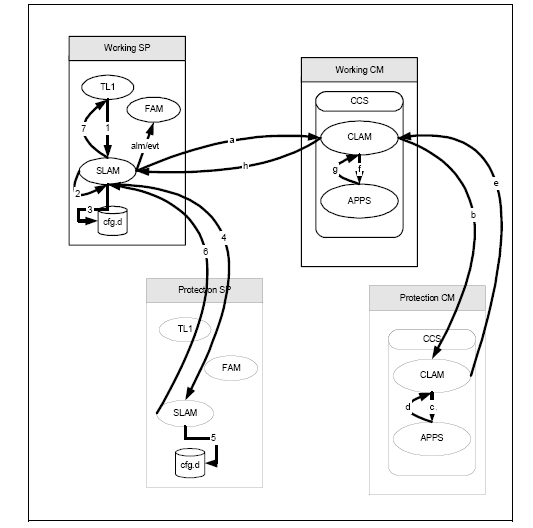 Working SP
TL1
FAM
7
1
alm/evt
SLAM
2
3
cfg.d
a
h
Working CM
CCS
CLAM
g
f
APPS
b
e
6
4
Protection SP
TL1
FAM
SLAM
5
cfg.d
Protection CM
CCS
CLAM
d
c
APPS